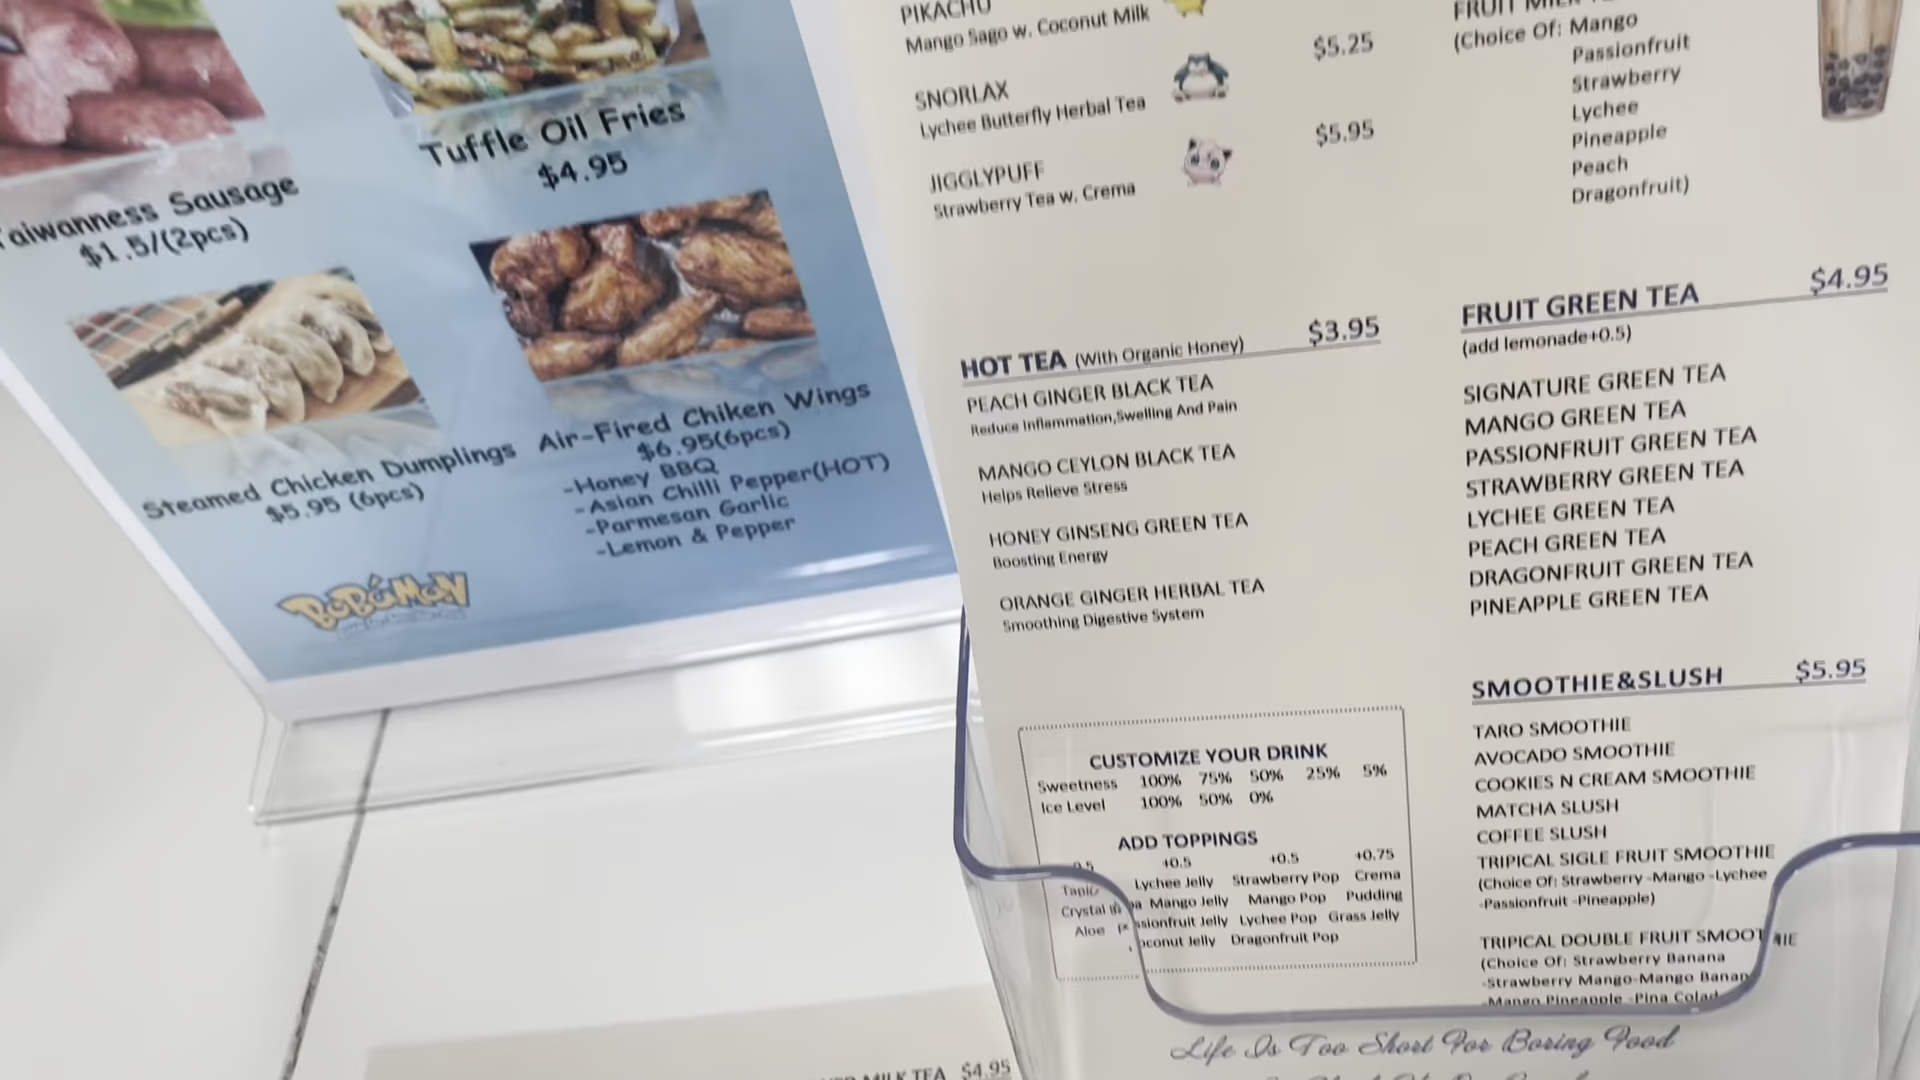 Tuffle Oil Fries
$4.95
Taiwanness Sausage
$1.5/(2pcs)
Steamed Chicken Dumplings
$5.95 (6pcs)
Air-Fired Chiken Wings
$6.95(6pcs)
-Honey BBQ
-Asian Chilli Pepper(HOT)
-Parmesan Garlic
-Lemon & Pepper
BoBáMON
PIKACHU
Mango Sago w. Coconut Milk
$5.25
SNORLAX
Lychee Butterfly Herbal Tea
$5.95
JIGGLYPUFF
Strawberry Tea w. Crema
HOT TEA (With Organic Honey) $3.95
PEACH GINGER BLACK TEA
Reduce Inflammation,Swelling And Pain
MANGO CEYLON BLACK TEA
Helps Relieve Stress
HONEY GINSENG GREEN TEA
Boosting Energy
ORANGE GINGER HERBAL TEA
Smoothing Digestive System
CUSTOMIZE YOUR DRINK
Sweetness 100% 75% 50% 25% 5%
Ice Level 100% 50% 0%
ADD TOPPINGS
+0.5 +0.5 +0.75
Lychee Jelly Strawberry Pop Crema
Crystal Mango Jelly Mango Pop Pudding
Aloe Jelly Lychee Pop Grass Jelly
Jelly Dragonfruit Pop
FRUIT
(Choice Of: Mango
Passionfruit
Strawberry
Lychee
Pineapple
Peach
Dragonfruit)
FRUIT GREEN TEA $4.95
(add lemonade+0.5)
SIGNATURE GREEN TEA
MANGO GREEN TEA
PASSIONFRUIT GREEN TEA
STRAWBERRY GREEN TEA
LYCHEE GREEN TEA
PEACH GREEN TEA
DRAGONFRUIT GREEN TEA
PINEAPPLE GREEN TEA
SMOOTHIE&SLUSH $5.95
TARO SMOOTHIE
AVOCADO SMOOTHIE
COOKIES N CREAM SMOOTHIE
MATCHA SLUSH
COFFEE SLUSH
TRIPICAL SIGLE FRUIT SMOOTHIE
(Choice Of: Strawberry -Mango -Lychee
-Passionfruit -Pineapple)
TRIPICAL DOUBLE FRUIT SMOOTHIE
(Choice Of: Strawberry Banana
-Strawberry Mango-Mango Banan
-Mango Pineapple -Pina Colad
Life Is Too Short For Boring Food
MILK TEA $4.95